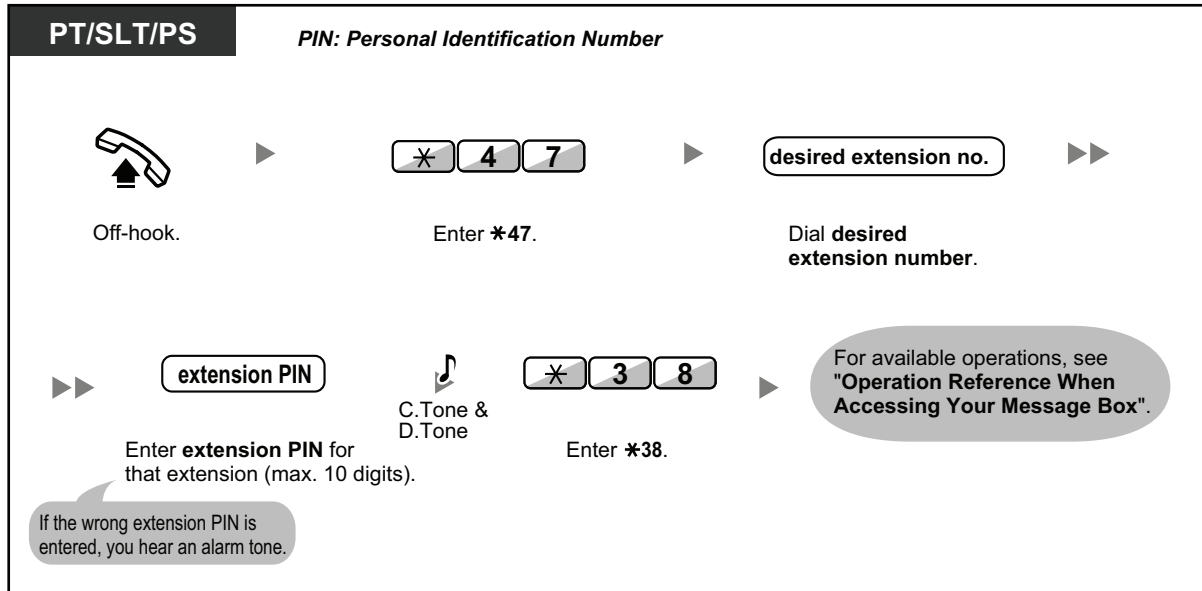 PT/SLT/PS
PIN: Personal Identification Number
* 4 7
desired extension no.
Off-hook.
Enter *47.
Dial desired
extension number.
extension PIN
C.Tone &
D.Tone
* 3 8
For available operations, see
"Operation Reference When
Accessing Your Message Box".
Enter extension PIN for
that extension (max. 10 digits).
Enter *38.
If the wrong extension PIN is
entered, you hear an alarm tone.